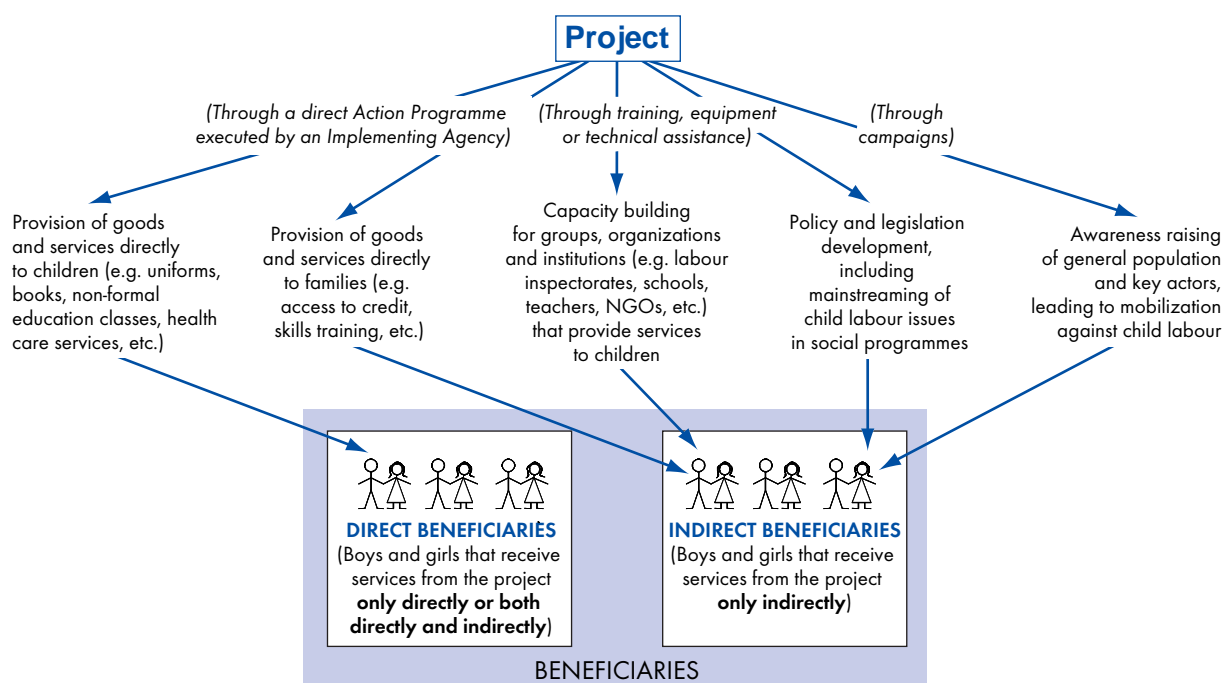 Project
(Through a direct Action Programme
executed by an Implementing Agency)
(Through training, equipment
or technical assistance)
(Through
campaigns)
Provision of goods
and services directly
to children (e.g. uniforms,
books, non-formal
education classes, health
care services, etc.)
Provision of goods
and services directly
to families (e.g.
access to credit,
skills training, etc.)
Capacity building
for groups, organizations
and institutions (e.g. labour
inspectorates, schools,
teachers, NGOs, etc.)
that provide services
to children
Policy and legislation
development,
including
mainstreaming of
child labour issues
in social programmes
Awareness raising
of general population
and key actors,
leading to mobilization
against child labour
DIRECT BENEFICIARIES
(Boys and girls that receive
services from the project
only directly or both
directly and indirectly)
INDIRECT BENEFICIARIES
(Boys and girls that receive
services from the project
only indirectly)
BENEFICIARIES